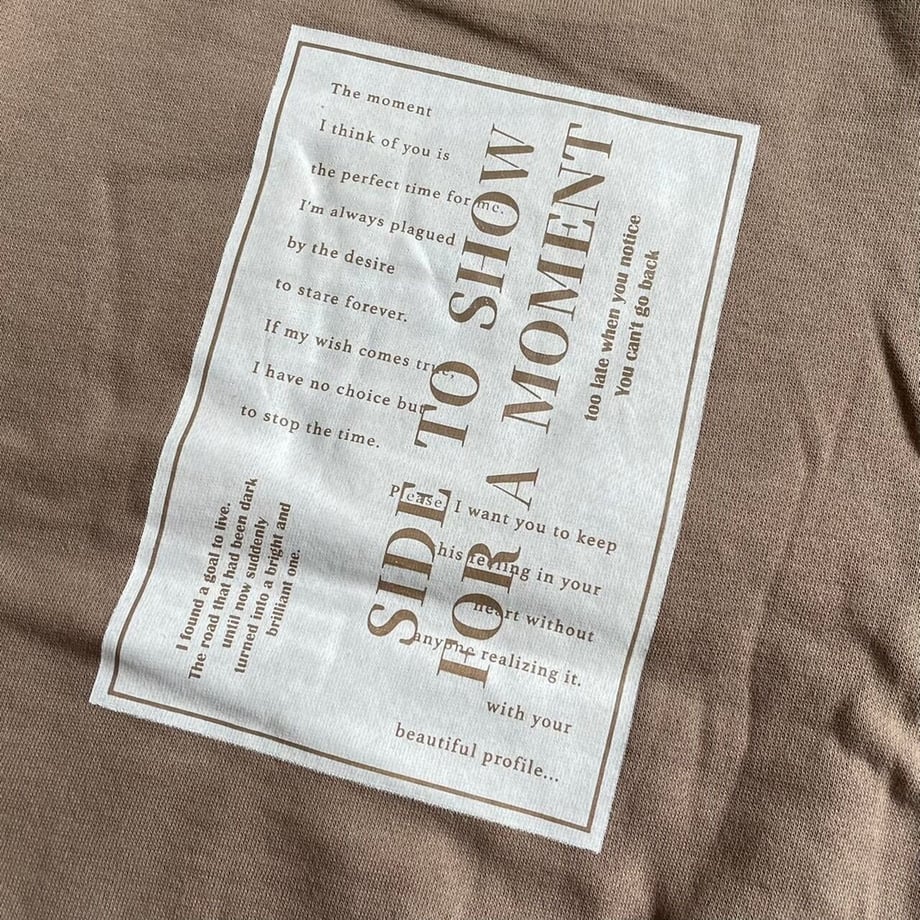 The moment
I think of you is
the perfect time for me.
I'm always plagued
by the desire
to stare forever.
If my wish comes true,
I have no choice but
to stop the time.
SIDE TO SHOW
FOR A MOMENT
too late when you notice
You can't go back
I found a goal to live.
The road that had been dark
until now suddenly
turned into a bright and
brilliant one.
Please, I want you to keep
this feeling in your
heart without
anyone realizing it.
with your
beautiful profile...